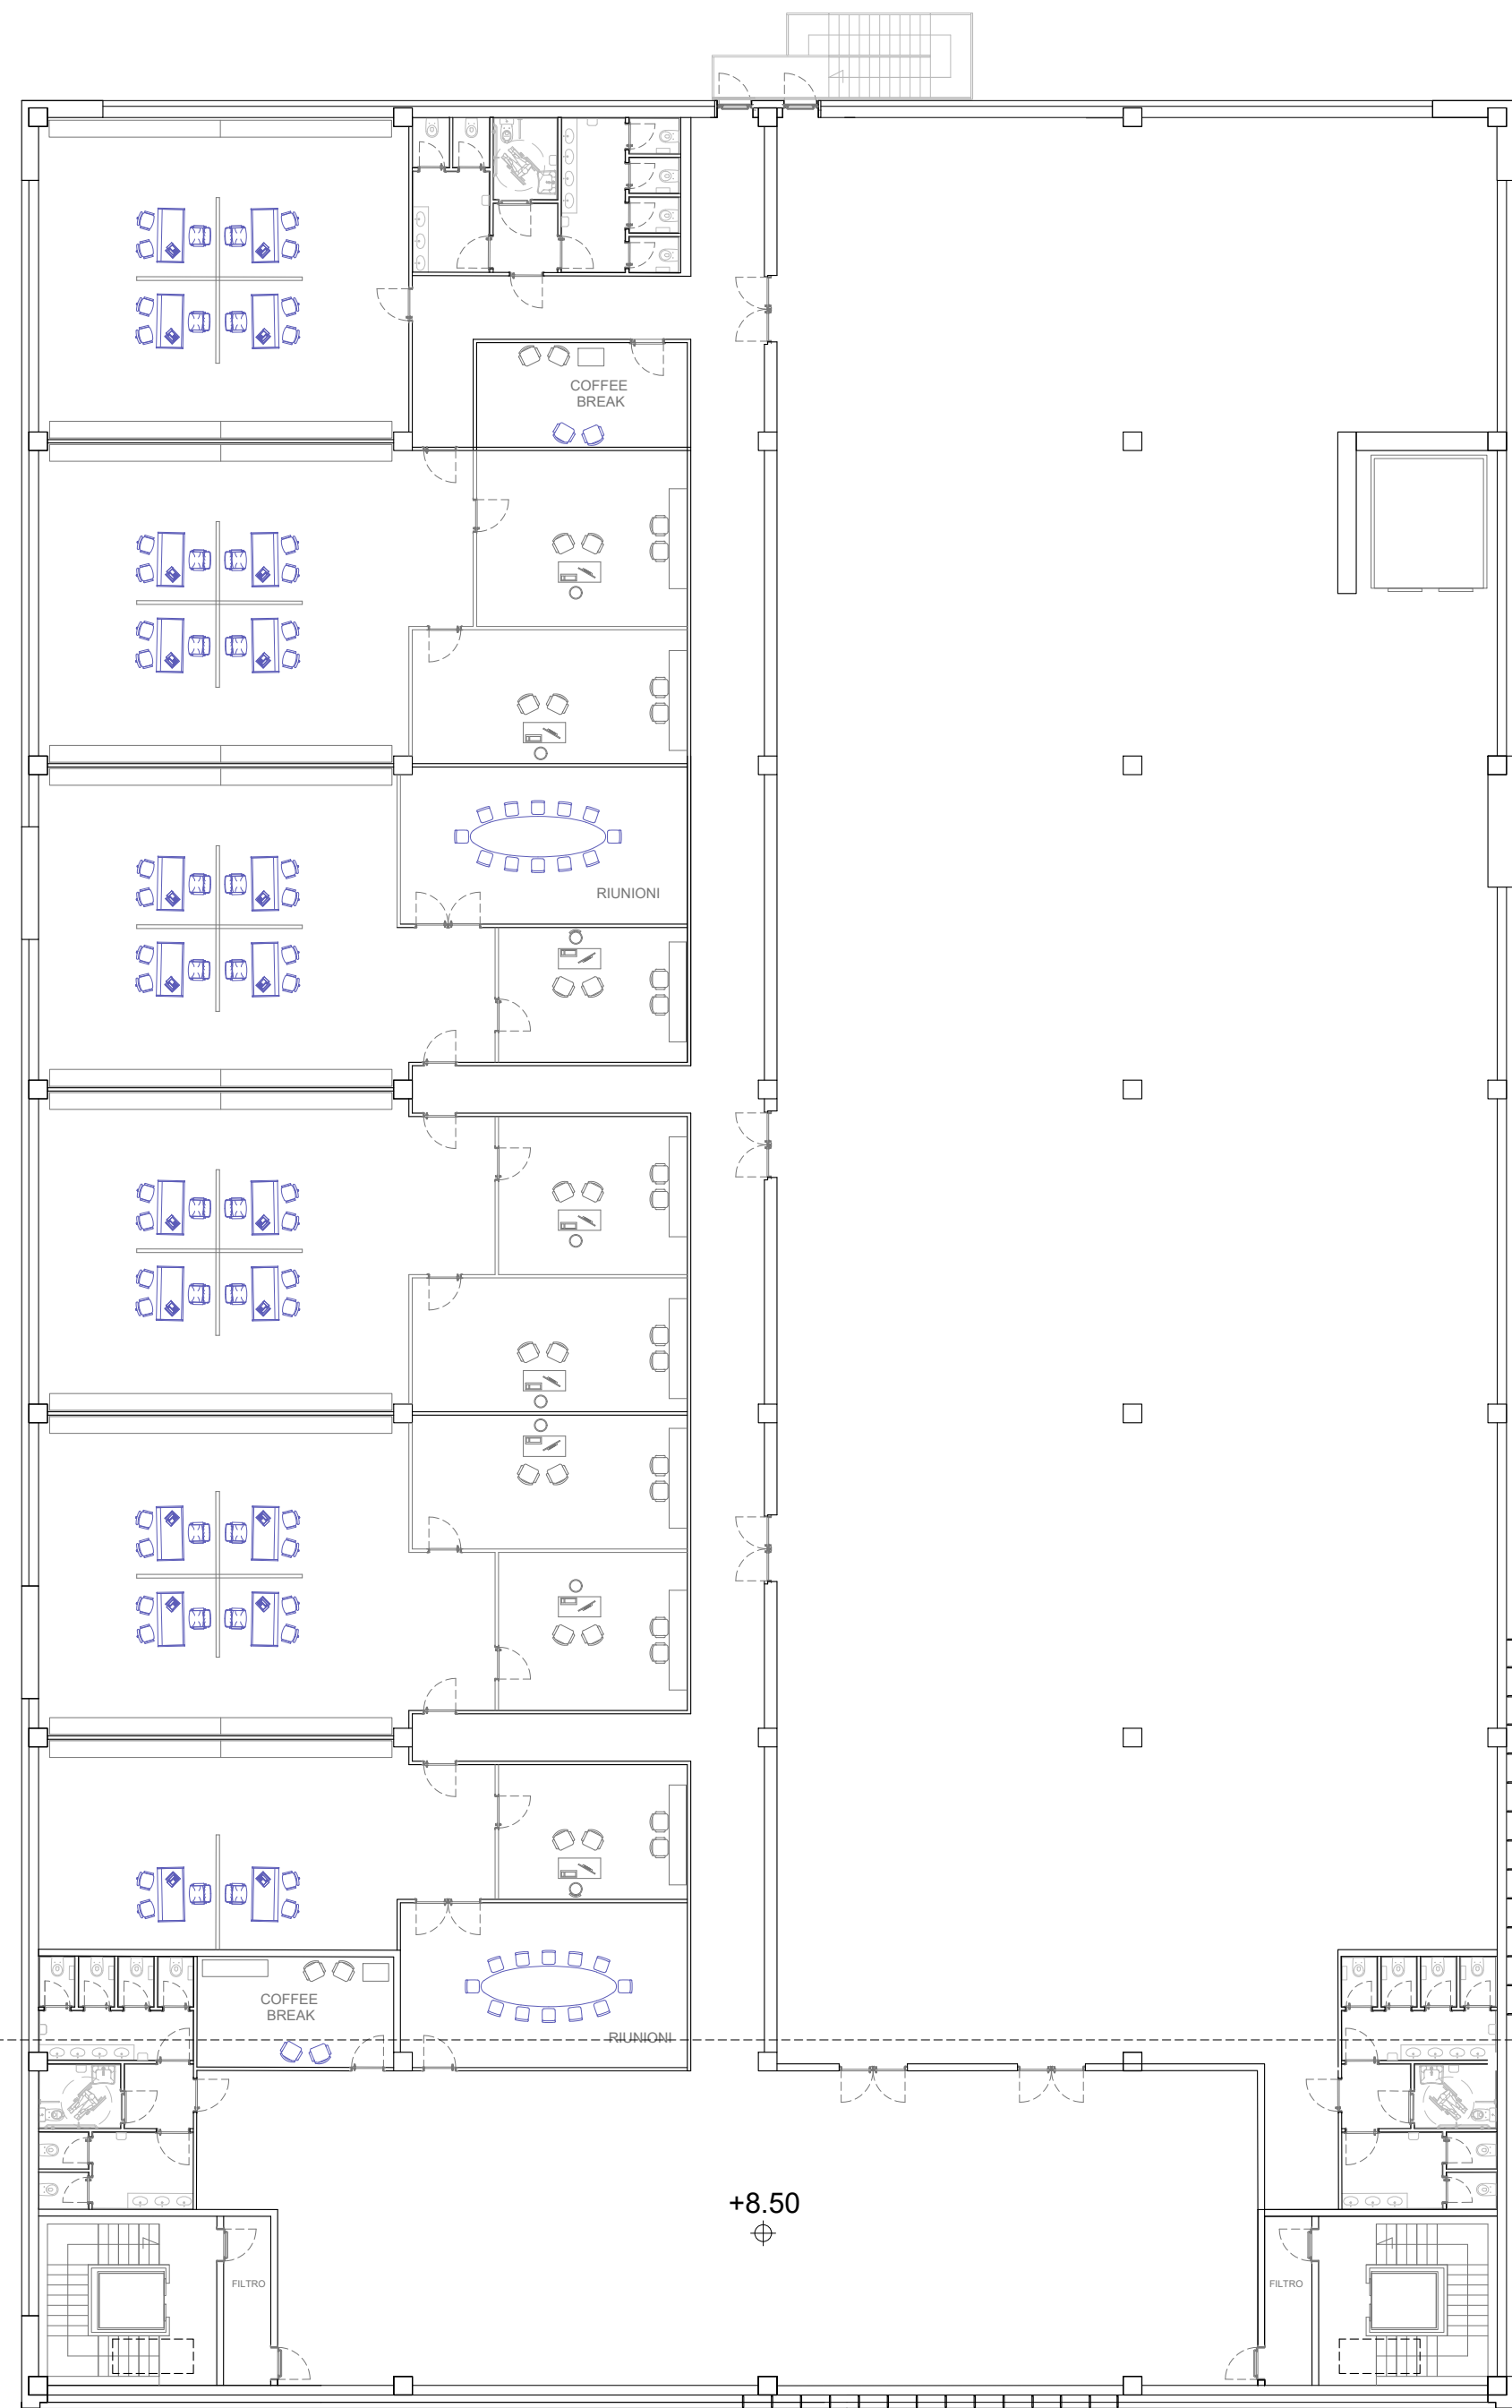 COFFEE
BREAK
RIUNIONI
COFFEE
BREAK
RIUNIONI
+8.50
FILTRO
FILTRO